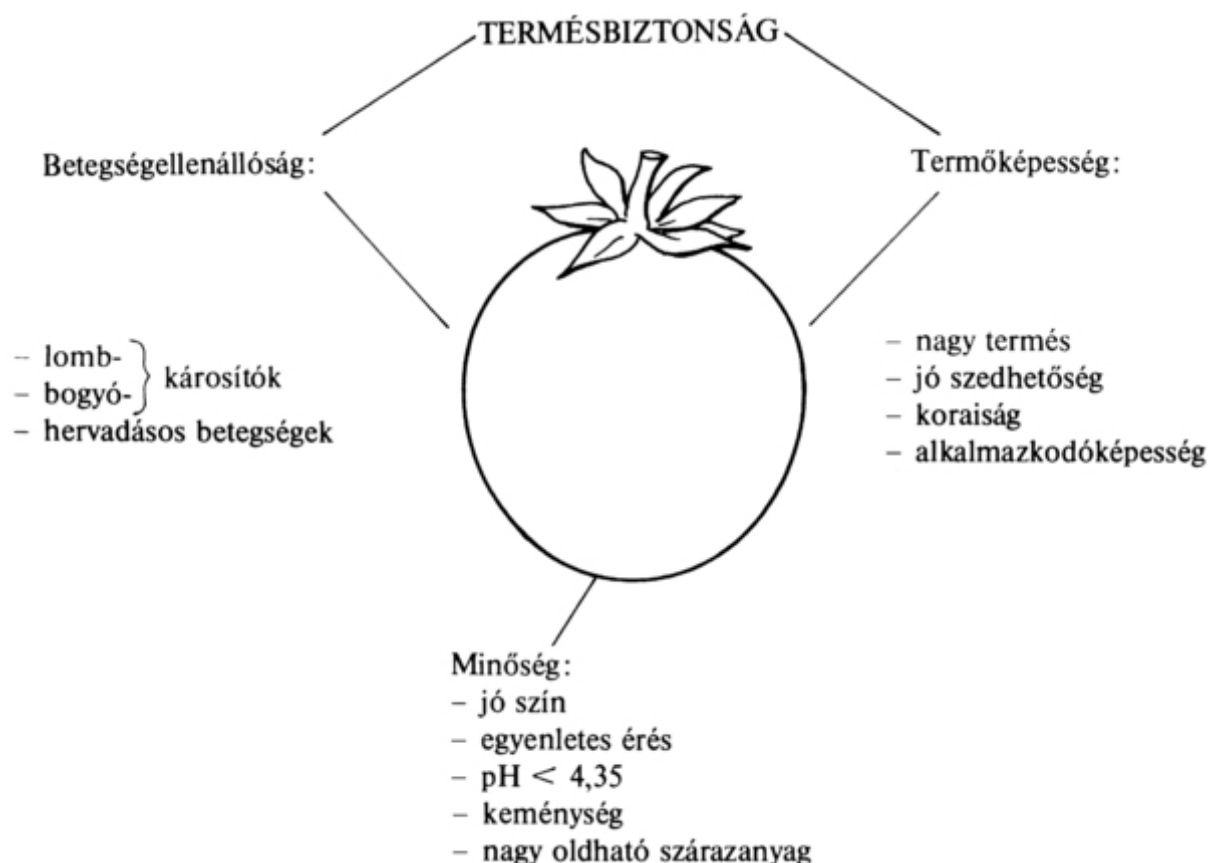 TERMÉSBIZTONSÁG
Betegségellenállóság:
– lomb-
– bogyó- károsítók
– hervadásos betegségek
Termőképesség:
– nagy termés
– jó szedhetőség
– koraiság
– alkalmazkodóképesség
Minőség:
– jó szín
– egyenletes érés
– pH < 4,35
– keménység
– nagy oldható szárazanyag